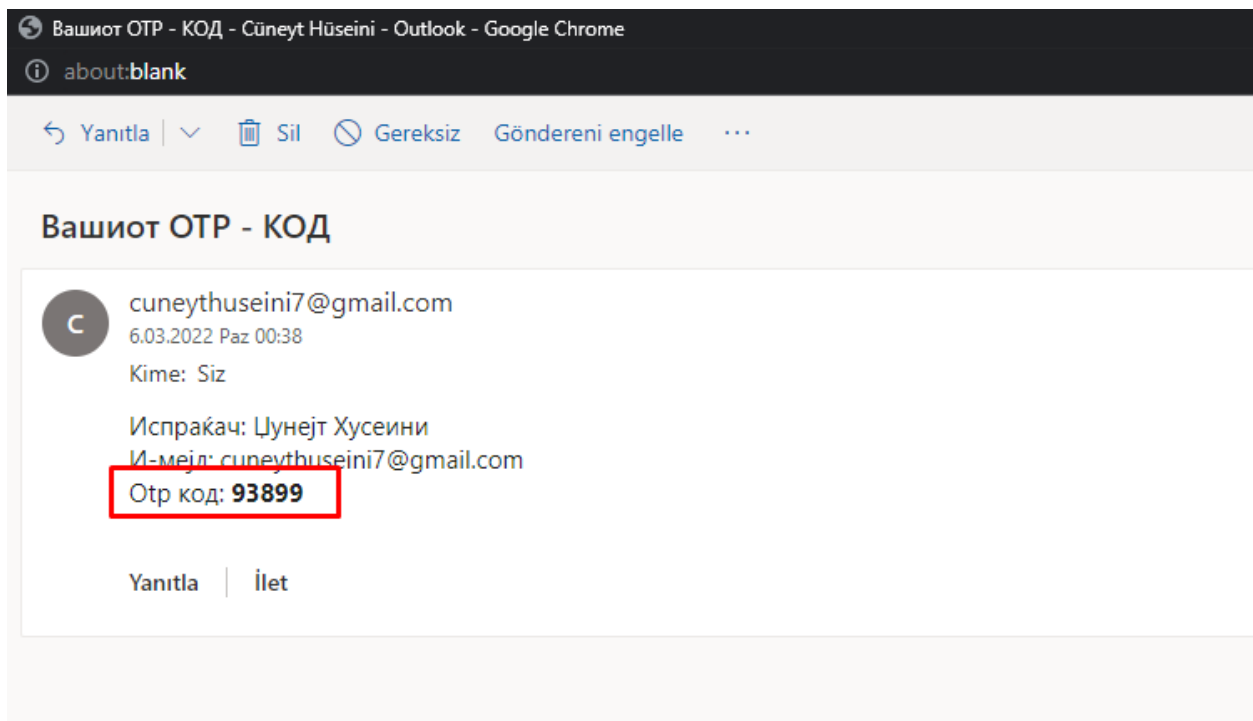 Вашиот ОТР - КОД - Cüneyt Hüseini - Outlook - Google Chrome
about:blank
Yanıtla Sil Gereksiz Göndereni engelle ...
Вашиот ОТР - КОД
C
cuneythuseini7@gmail.com
6.03.2022 Paz 00:38
Kime: Siz
Испраќач: Џунејт Хусеини
И-мејл: cuneythuseini7@gmail.com
Otp код: 93899
Yanıtla İlet